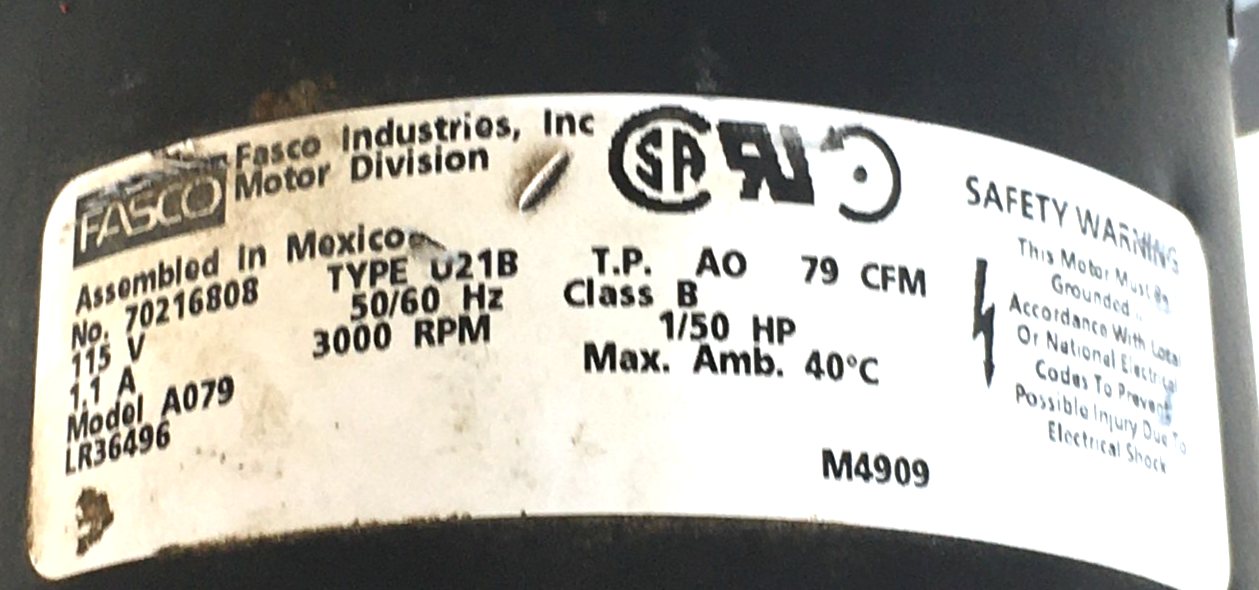 FASCO
Fasco Industries, Inc
Motor Division
Assembled In Mexico
No. 70216808
115 V
1.1 A
Model A079
LR36496
TYPE U21B
50/60 Hz
3000 RPM
SA
T.P. AO 79 CFM
Class B
1/50 HP
Max. Amb. 40°C
M4909
SAFETY WARNING
This Motor Must Be
Grounded
Accordance With Local
Or National Electrical
Codes To Prevent
Possible Injury Due To
Electrical Shock